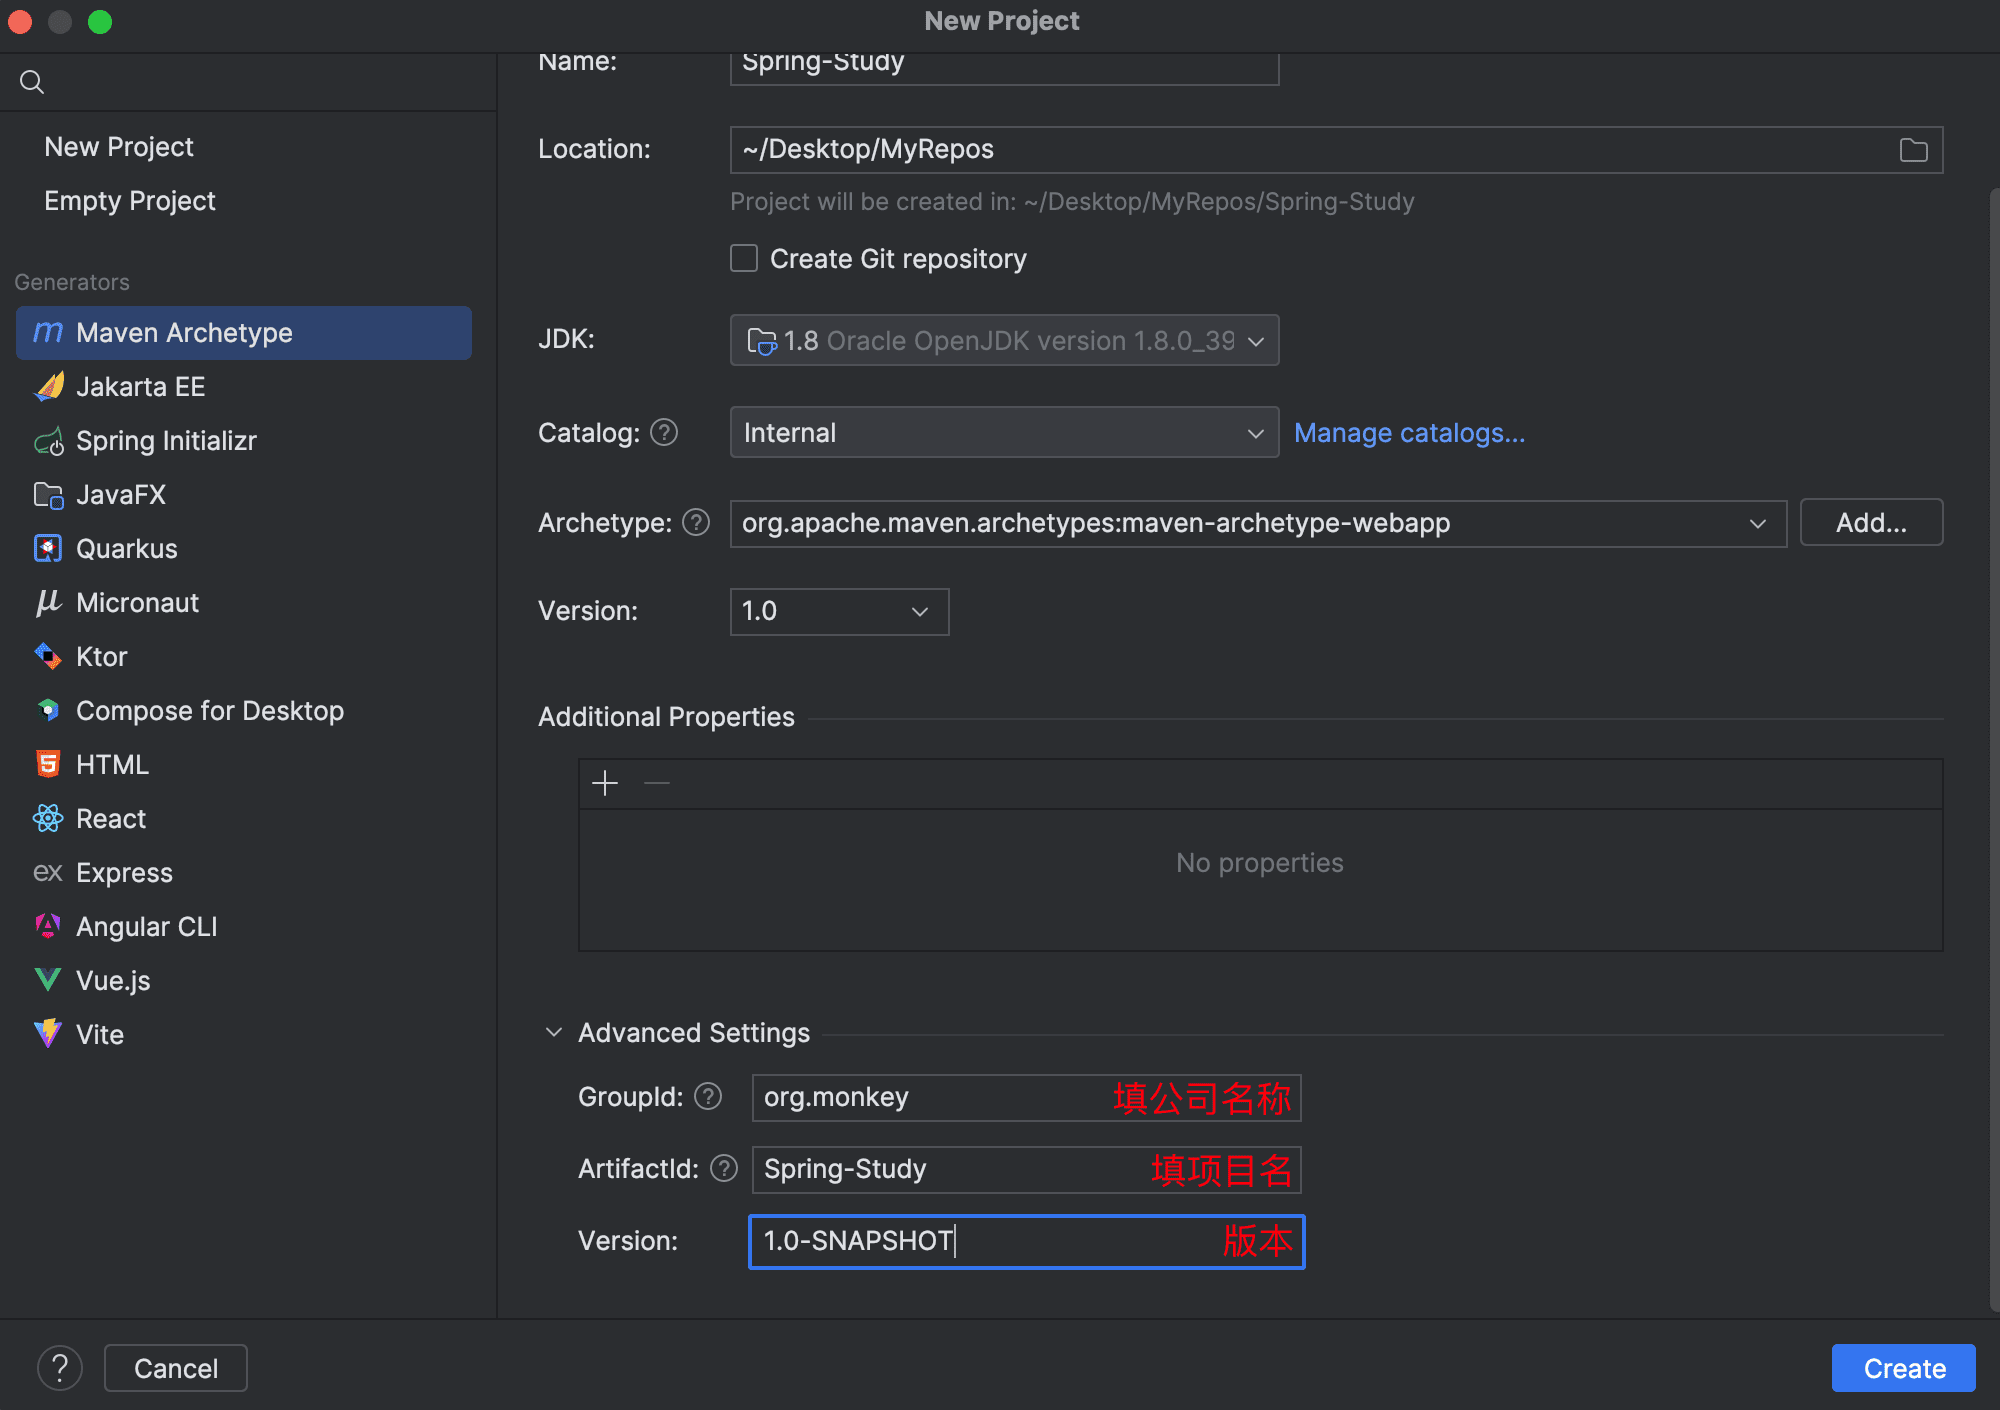 New Project
New Project
Empty Project
Generators
Maven Archetype
Jakarta EE
Spring Initializr
JavaFX
Quarkus
Micronaut
Ktor
Compose for Desktop
HTML
React
ex Express
Angular CLI
Vue.js
Vite
Name: Spring-Study
Location: ~/Desktop/MyRepos
Project will be created in: ~/Desktop/MyRepos/Spring-Study
Create Git repository
JDK: 1.8 Oracle OpenJDK version 1.8.0_39
Catalog: ? Internal Manage catalogs...
Archetype: ? org.apache.maven.archetypes:maven-archetype-webapp Add...
Version: 1.0
Additional Properties
No properties
Advanced Settings
GroupId: ? org.monkey 填公司名称
ArtifactId: ? Spring-Study 填项目名
Version: 1.0-SNAPSHOT 版本
? Cancel Create